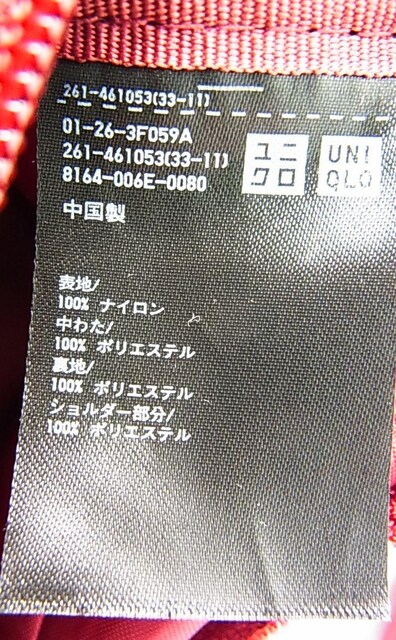 261-461053(33-11)
01-26-3F059A
261-461053(33-11)
8164-006E-0080
ユニ
クロ
UNI
QLO
中国製
表地/
100% ナイロン
中わた/
100% ポリエステル
裏地/
100% ポリエステル
ショルダー部分/
100% ポリエステル